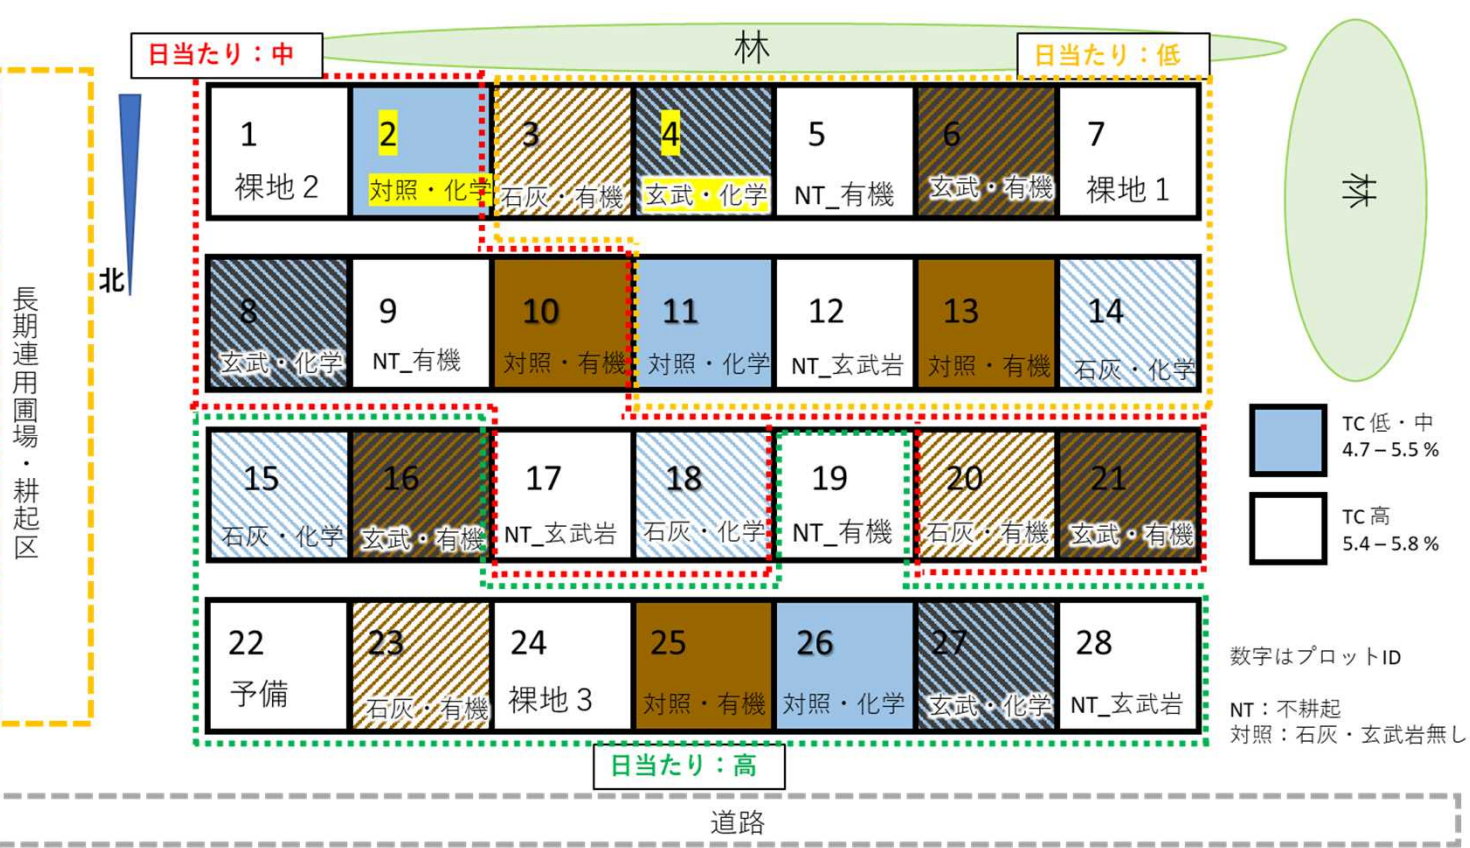 林
日当たり：中
日当たり：低
林
長期連用圃場・耕起区
北
1
裸地２
2
対照・化学
3
石灰・有機
4
玄武・化学
5
NT_有機
6
玄武・有機
7
裸地１
8
玄武・化学
9
NT_有機
10
対照・有機
11
対照・化学
12
NT_玄武岩
13
対照・有機
14
石灰・化学
15
石灰・化学
16
玄武・有機
17
NT_玄武岩
18
石灰・化学
19
NT_有機
20
石灰・有機
21
玄武・有機
22
予備
23
石灰・有機
24
裸地３
25
対照・有機
26
対照・化学
27
玄武・化学
28
NT_玄武岩
TC 低・中
4.7 – 5.5 %
TC 高
5.4 – 5.8 %
数字はプロットID
NT：不耕起
対照：石灰・玄武岩無し
日当たり：高
道路